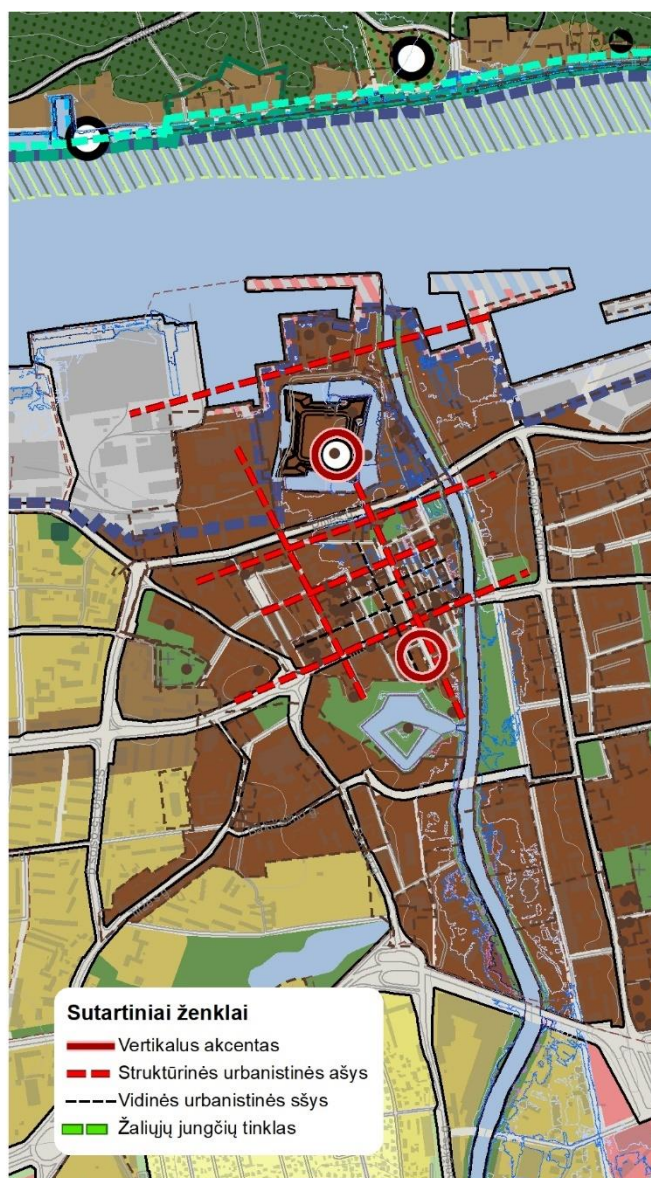 Sutartiniai ženklai
Vertikalus akcentas
Struktūrinės urbanistinės ašys
Vidinės urbanistinės sšys
Žaliųjų jungčių tinklas